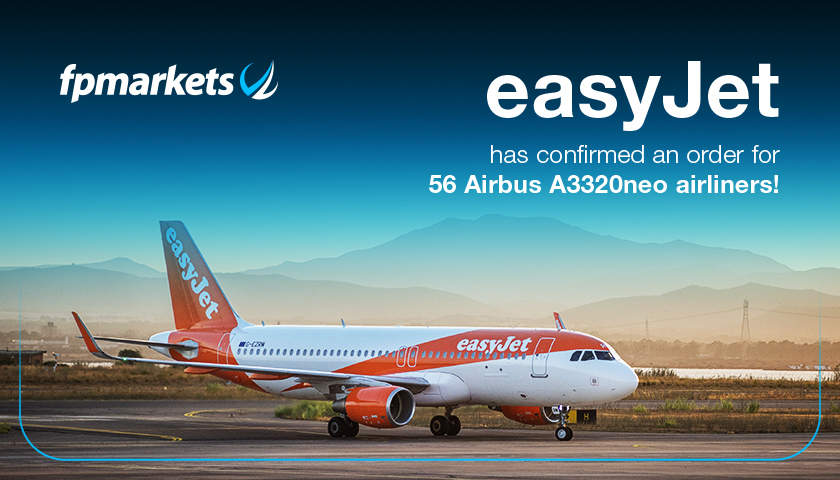 fpmarkets
easyJet
has confirmed an order for
56 Airbus A3320neo airliners!
easyJet
easyJet
H